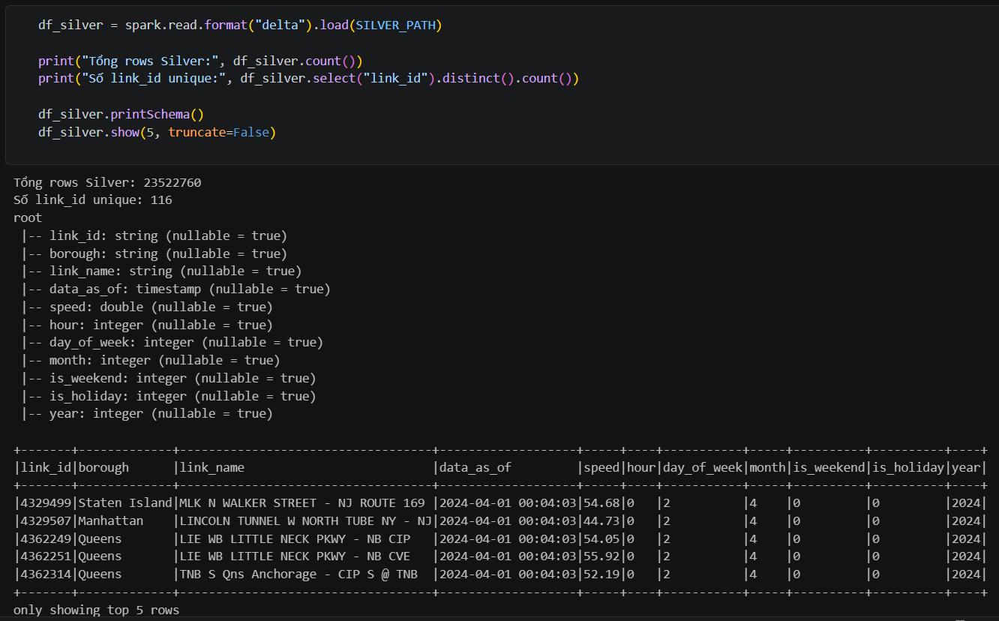 df_silver = spark.read.format("delta").load(SILVER_PATH)
print("Tổng rows Silver:", df_silver.count())
print("Số link_id unique:", df_silver.select("link_id").distinct().count())
df_silver.printSchema()
df_silver.show(5, truncate=False)
Tổng rows Silver: 23522760
Số link_id unique: 116
root
 |-- link_id: string (nullable = true)
 |-- borough: string (nullable = true)
 |-- link_name: string (nullable = true)
 |-- data_as_of: timestamp (nullable = true)
 |-- speed: double (nullable = true)
 |-- hour: integer (nullable = true)
 |-- day_of_week: integer (nullable = true)
 |-- month: integer (nullable = true)
 |-- is_weekend: integer (nullable = true)
 |-- is_holiday: integer (nullable = true)
 |-- year: integer (nullable = true)
+-------+-------------+-----------------------------------+-------------------+-----+----+-----------+-----+----------+----------+----+
|link_id|borough      |link_name                          |data_as_of         |speed|hour|day_of_week|month|is_weekend|is_holiday|year|
+-------+-------------+-----------------------------------+-------------------+-----+----+-----------+-----+----------+----------+----+
|4329499|Staten Island|MLK N WALKER STREET - NJ ROUTE 169 |2024-04-01 00:04:03|54.68|0   |2          |4    |0         |0         |2024|
|4329507|Manhattan    |LINCOLN TUNNEL W NORTH TUBE NY - NJ|2024-04-01 00:04:03|44.73|0   |2          |4    |0         |0         |2024|
|4362249|Queens       |LIE WB LITTLE NECK PKWY - NB CIP   |2024-04-01 00:04:03|54.05|0   |2          |4    |0         |0         |2024|
|4362251|Queens       |LIE WB LITTLE NECK PKWY - NB CVE   |2024-04-01 00:04:03|55.92|0   |2          |4    |0         |0         |2024|
|4362314|Queens       |TNB S Qns Anchorage - CIP S @ TNB  |2024-04-01 00:04:03|52.19|0   |2          |4    |0         |0         |2024|
+-------+-------------+-----------------------------------+-------------------+-----+----+-----------+-----+----------+----------+----+
only showing top 5 rows